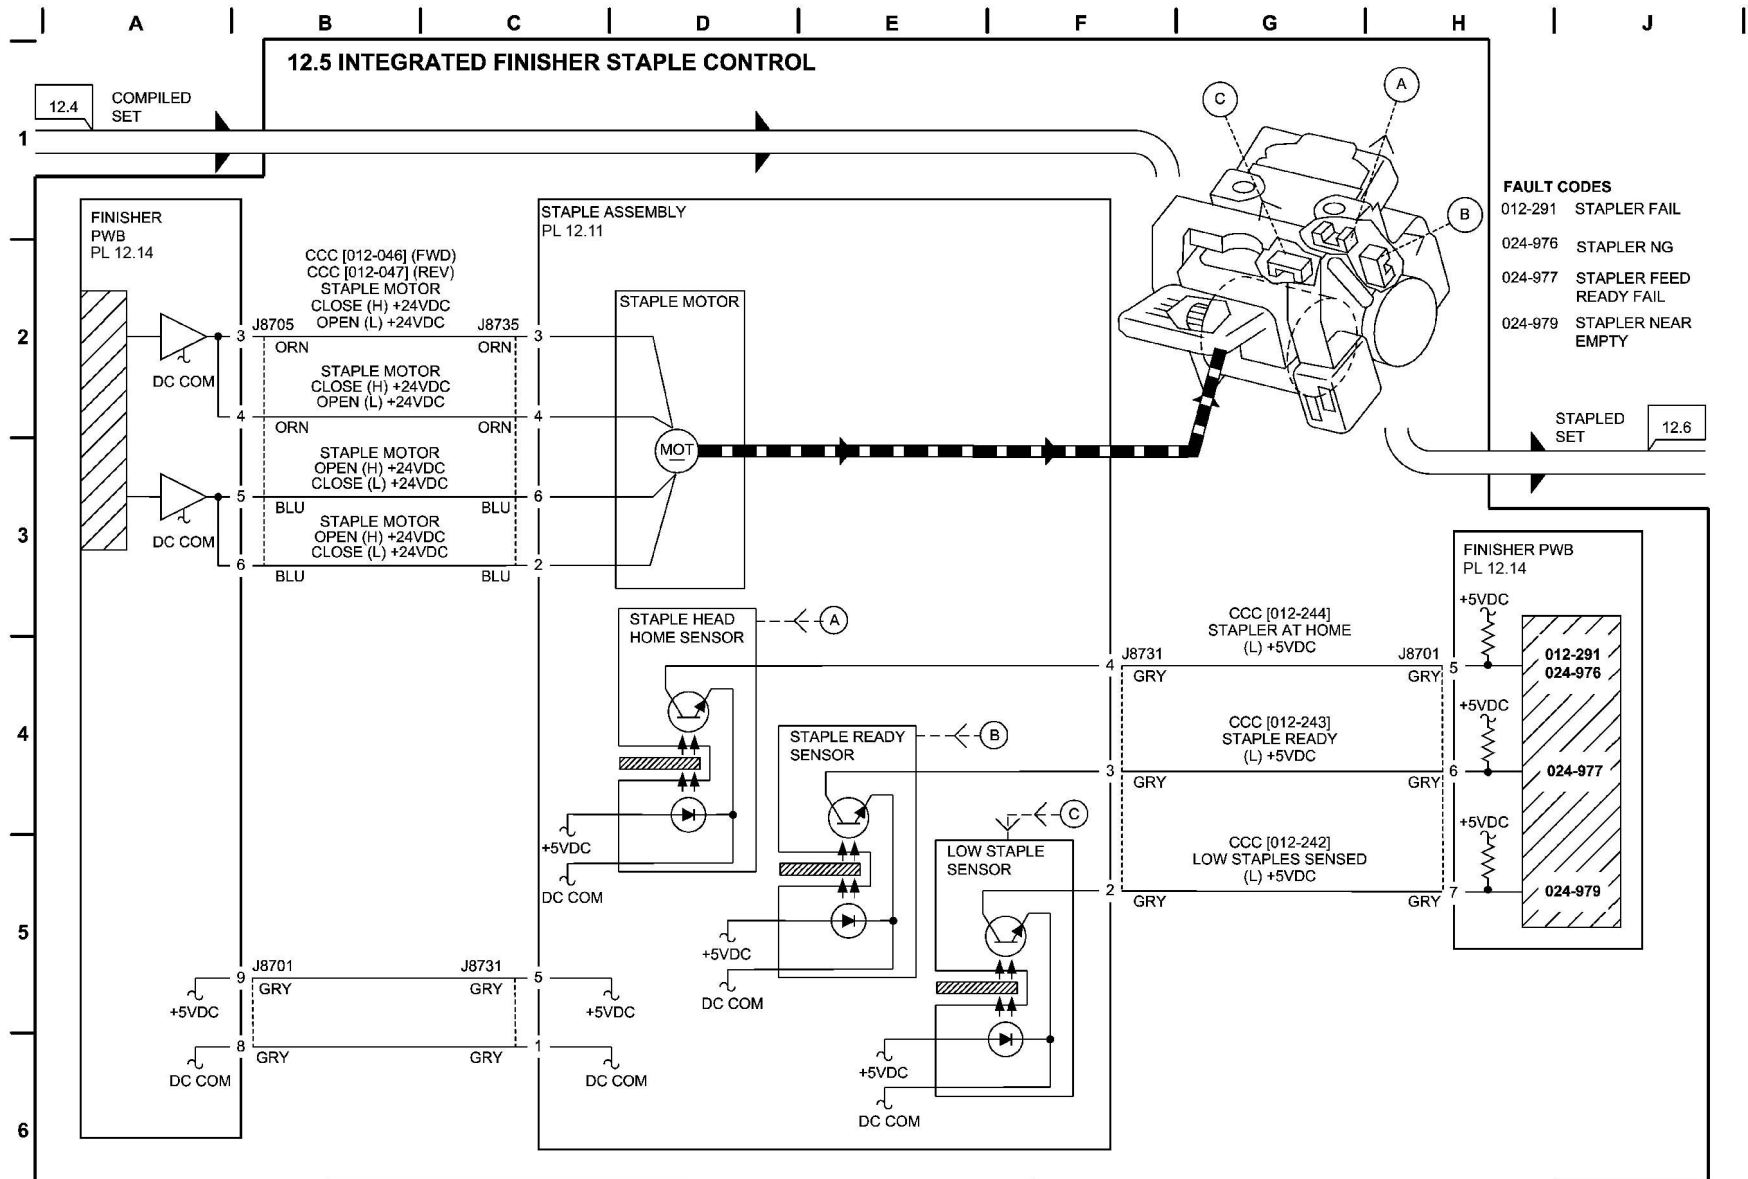 A B C D E F G H J
12.5 INTEGRATED FINISHER STAPLE CONTROL
12.4
COMPILED
SET
1
C
A
B
FAULT CODES
012-291 STAPLER FAIL
024-976 STAPLER NG
024-977 STAPLER FEED
READY FAIL
024-979 STAPLER NEAR
EMPTY
FINISHER
PWB
PL 12.14
STAPLE ASSEMBLY
PL 12.11
CCC [012-046] (FWD)
CCC [012-047] (REV)
STAPLE MOTOR
CLOSE (H) +24VDC
OPEN (L) +24VDC
STAPLE MOTOR
2
3 J8705 J8735 3
ORN ORN
DC COM
STAPLE MOTOR
CLOSE (H) +24VDC
OPEN (L) +24VDC
4 4
ORN ORN
STAPLED
SET
12.6
MOT
STAPLE MOTOR
OPEN (H) +24VDC
CLOSE (L) +24VDC
5 6
BLU BLU
DC COM
3
STAPLE MOTOR
OPEN (H) +24VDC
CLOSE (L) +24VDC
6 2
BLU BLU
FINISHER PWB
PL 12.14
+5VDC
STAPLE HEAD
HOME SENSOR
A
CCC [012-244]
STAPLER AT HOME
(L) +5VDC
4 J8731 J8701 5
GRY GRY
012-291
024-976
+5VDC
4
STAPLE READY
SENSOR
B
CCC [012-243]
STAPLE READY
(L) +5VDC
3 6
GRY GRY
024-977
+5VDC
C
+5VDC
DC COM
LOW STAPLE
SENSOR
CCC [012-242]
LOW STAPLES SENSED
(L) +5VDC
2 7
GRY GRY
024-979
5
+5VDC
DC COM
9 J8701 J8731 5
GRY GRY
+5VDC +5VDC
8 1
GRY GRY
DC COM DC COM
+5VDC
DC COM
6